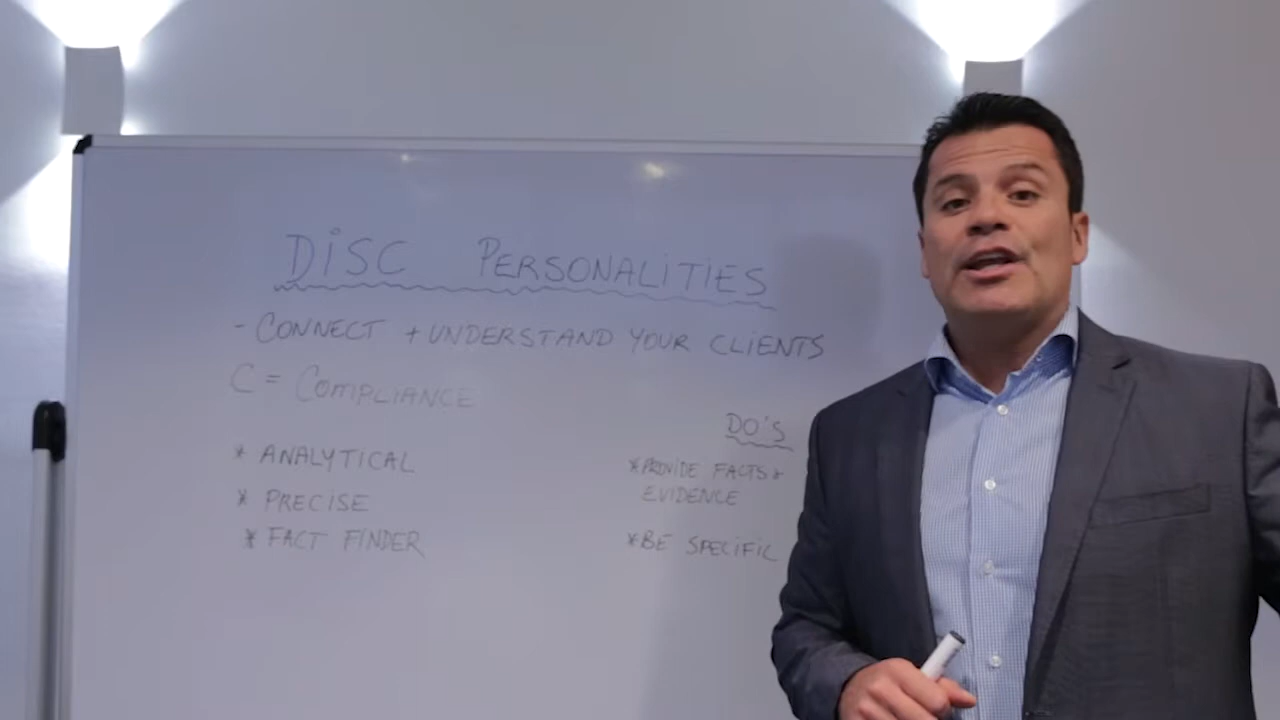 DiSC PERSONALiTiES
- CONNECT + UNDERSTAND YOUR CLiENTS
C = COMPLIANCE
* ANALYTICAL
* PRECISE
* FACT FINDER
DO'S
* PROVIDE FACTS +
EVIDENCE
* BE SPECIFIC